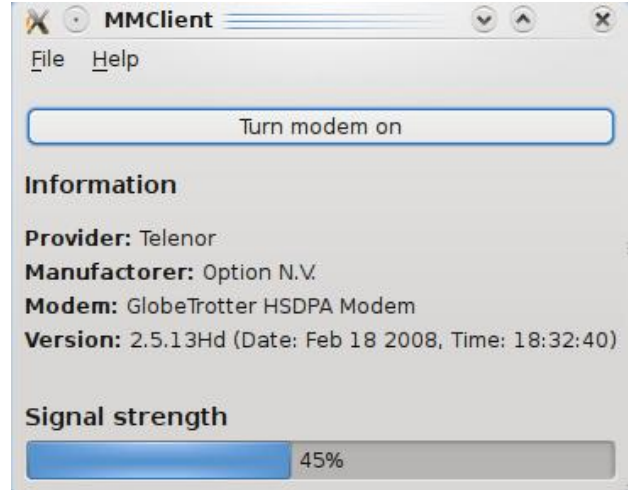 MMClient
File Help
Turn modem on
Information
Provider: Telenor
Manufactorer: Option N.V.
Modem: GlobeTrotter HSDPA Modem
Version: 2.5.13Hd (Date: Feb 18 2008, Time: 18:32:40)
Signal strength
45%